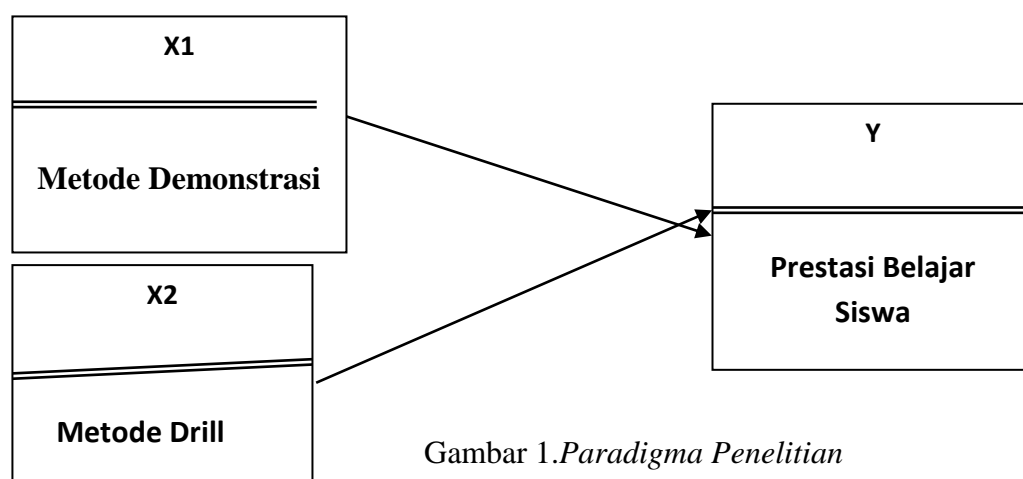 X1
Metode Demonstrasi
X2
Metode Drill
Y
Prestasi Belajar
Siswa
Gambar 1.Paradigma Penelitian